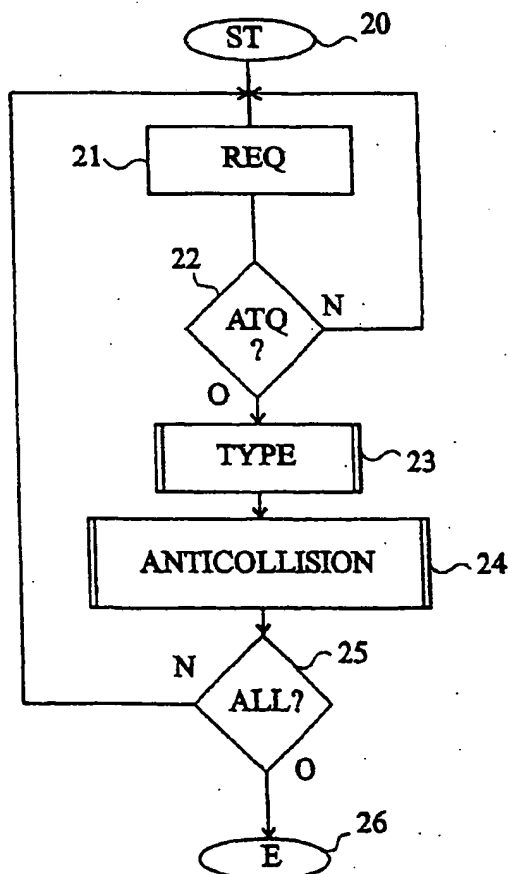 ST
20
21
REQ
22
ATQ
?
N
O
TYPE
23
ANTICOLLISION
24
N
25
ALL?
O
26
E